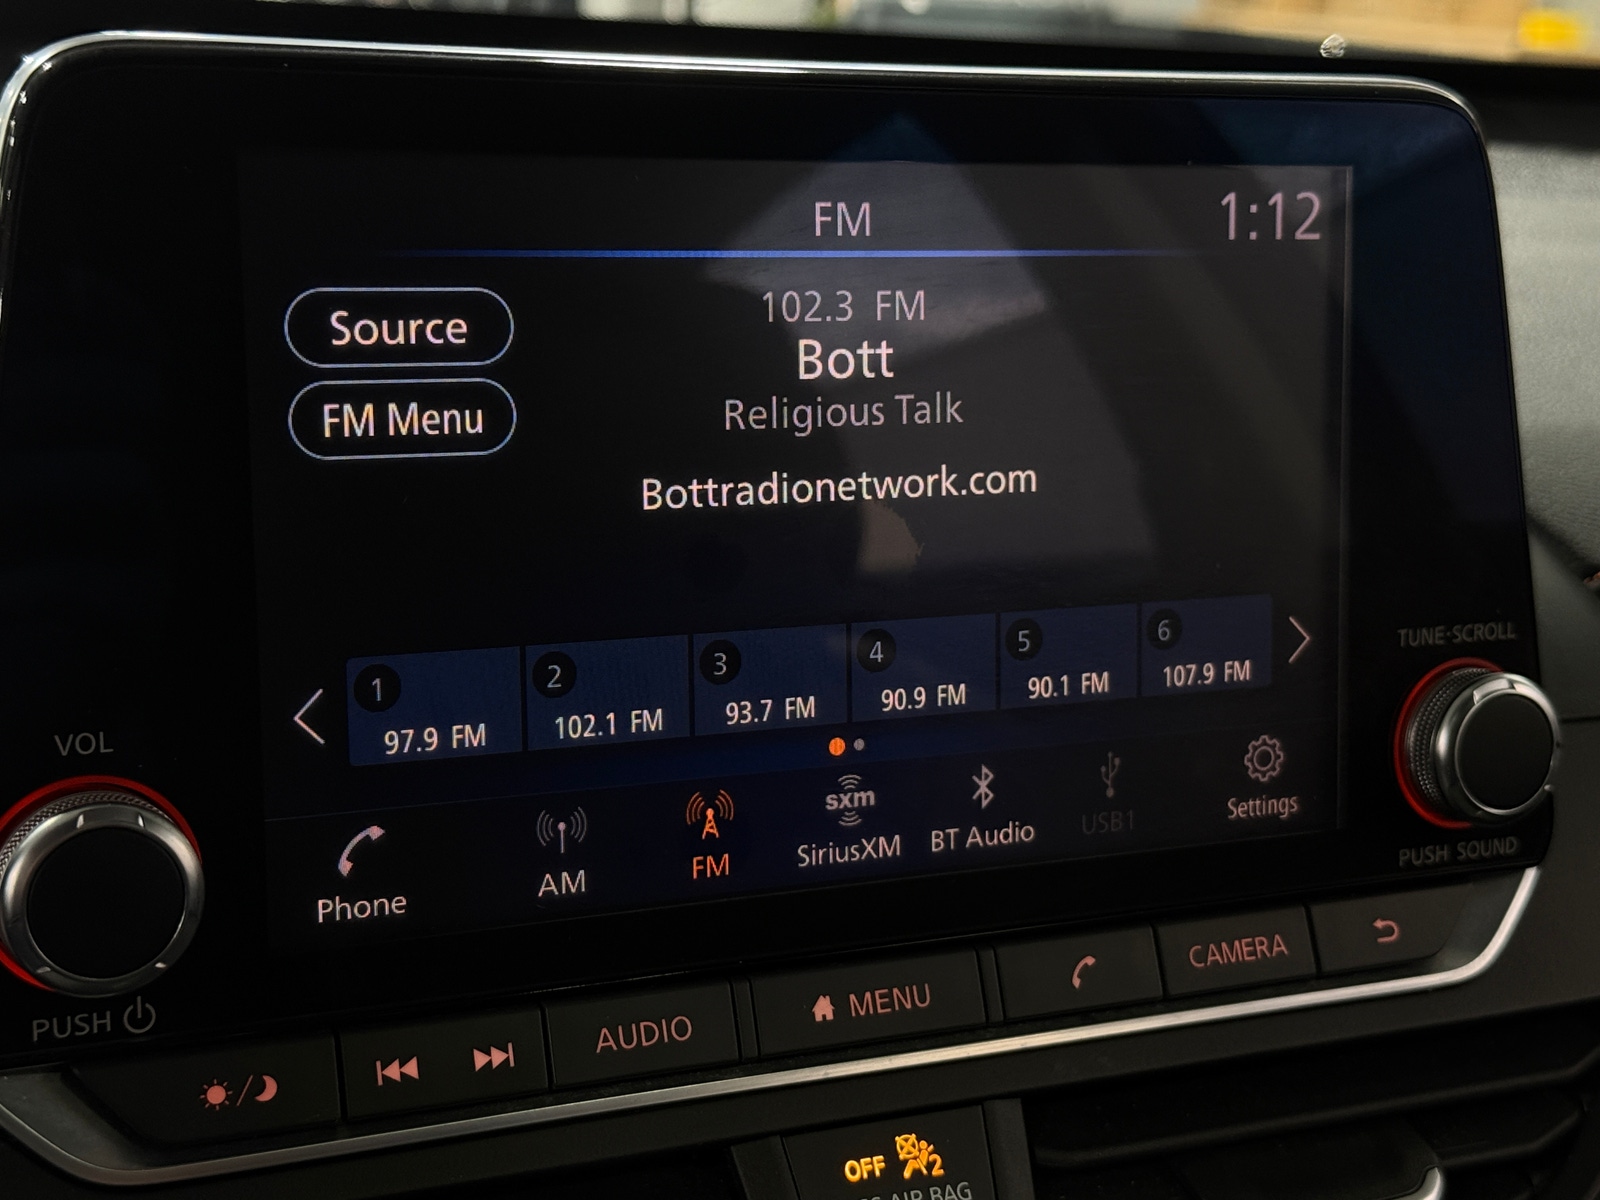 FM
1:12
Source
102.3 FM
Bott
FM Menu
Religious Talk
Bottradionetwork.com
1
2
3
4
5
6
97.9 FM
102.1 FM
93.7 FM
90.9 FM
90.1 FM
107.9 FM
TUNE·SCROLL
VOL
Phone
AM
FM
sxm
SiriusXM
BT Audio
USB1
Settings
PUSH SOUND
PUSH
AUDIO
MENU
CAMERA
OFF
2
AIR BAG